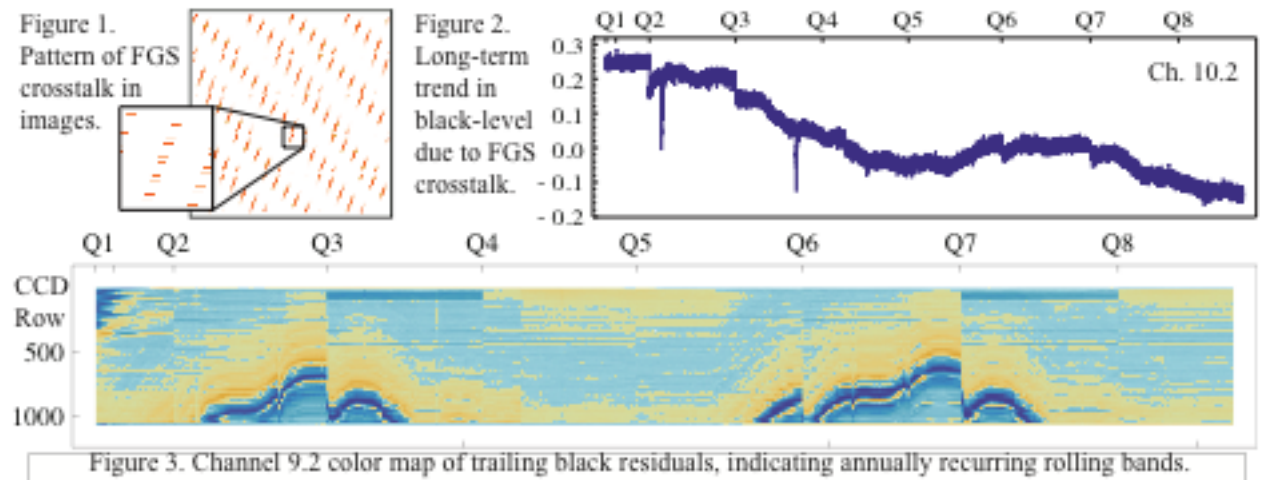 Figure 1.
Pattern of FGS
crosstalk in
images.
Figure 2.
Long-term
trend in
black-level
due to FGS
crosstalk.
Q1 Q2 Q3 Q4 Q5 Q6 Q7 Q8
0.3
0.2
0.1
0.0
- 0.1
- 0.2
Ch. 10.2
Q1 Q2 Q3 Q4 Q5 Q6 Q7 Q8
CCD
Row
500
1000
Figure 3. Channel 9.2 color map of trailing black residuals, indicating annually recurring rolling bands.